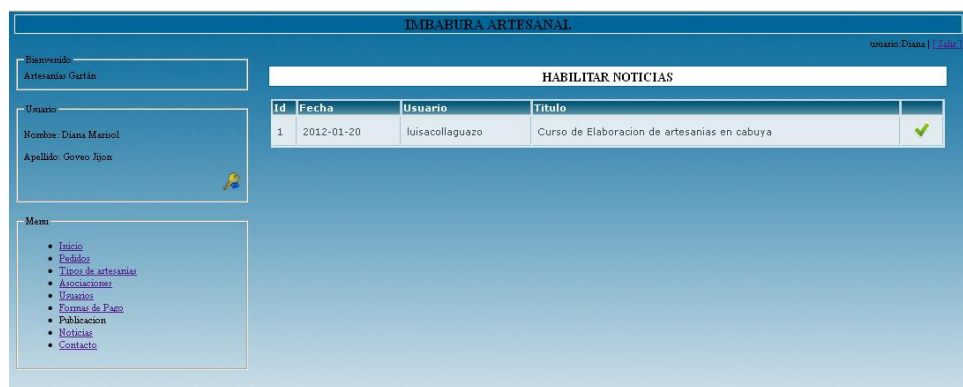 IMBABURA ARTESANAL
usuario:Diana | [ Salir ]
Bienvenido
Artesanías Gartán
Usuario
Nombre: Diana Marisol
Apellido: Goveo Jijon
Menu
Inicio
Pedidos
Tipos de artesanías
Asociaciones
Usuarios
Formas de Pago
Publicacion
Noticias
Contacto
HABILITAR NOTICIAS
Id Fecha Usuario Titulo
1 2012-01-20 luisacollaguazo Curso de Elaboracion de artesanias en cabuya